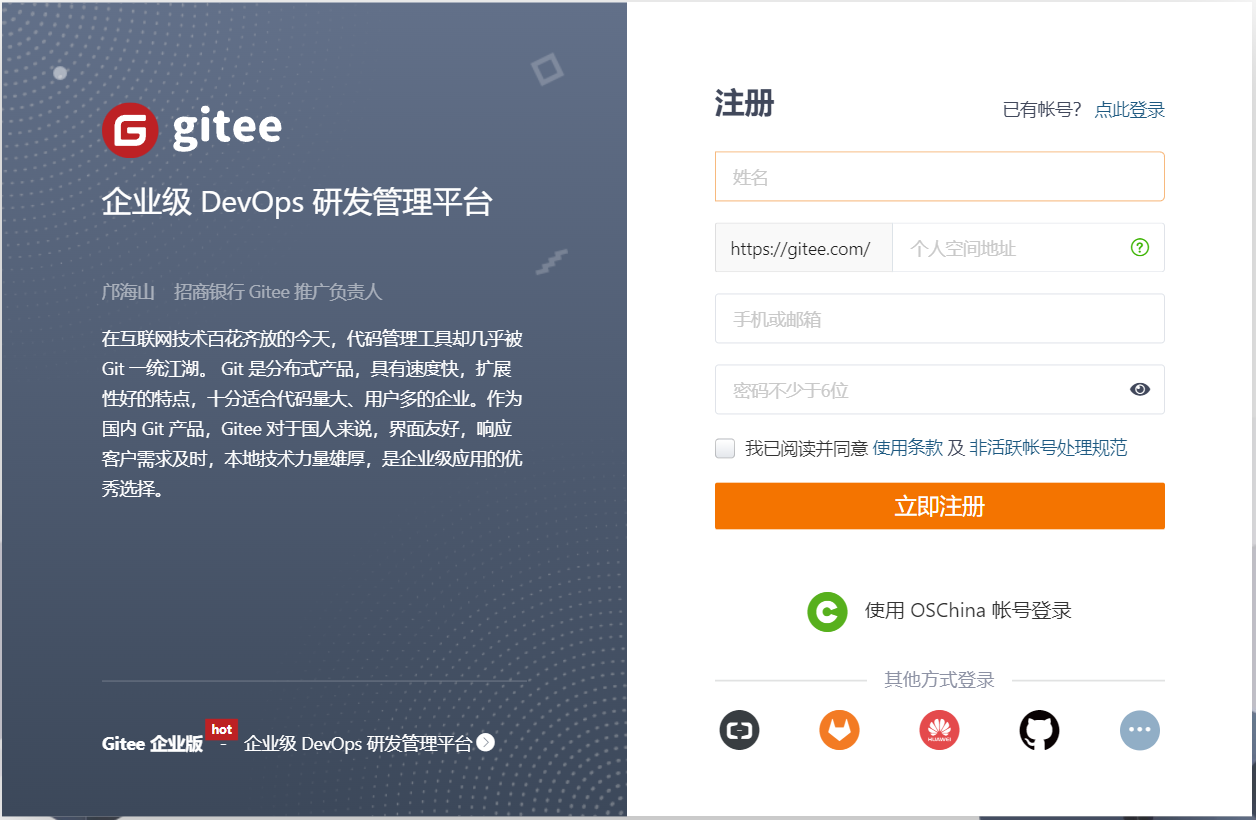 gitee
企业级 DevOps 研发管理平台
邝海山 招商银行 Gitee 推广负责人
在互联网技术百花齐放的今天，代码管理工具却几乎被
Git 一统江湖。 Git 是分布式产品，具有速度快，扩展
性好的特点，十分适合代码量大、用户多的企业。作为
国内 Git 产品，Gitee 对于国人来说，界面友好，响应
客户需求及时，本地技术力量雄厚，是企业级应用的优
秀选择。
Gitee 企业版 hot - 企业级 DevOps 研发管理平台
注册
已有帐号? 点此登录
姓名
https://gitee.com/ 个人空间地址
手机或邮箱
密码不少于6位
我已阅读并同意 使用条款 及 非活跃帐号处理规范
立即注册
使用 OSChina 帐号登录
其他方式登录
HUAWEI